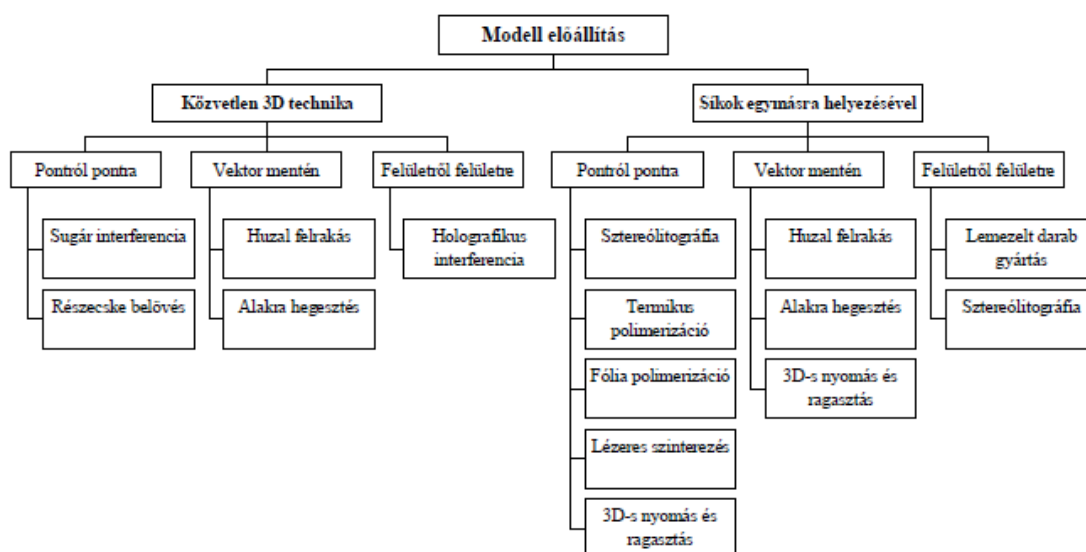 Modell előállítás
Közvetlen 3D technika
Síkok egymásra helyezésével
Pontról pontra
Vektor mentén
Felületről felületre
Pontról pontra
Vektor mentén
Felületről felületre
Sugár interferencia
Huzal felrakás
Holografikus
interferencia
Sztereólitográfia
Huzal felrakás
Lemezelt darab
gyártás
Részecske belövés
Alakra hegesztés
Termikus
polimerizáció
Alakra hegesztés
Sztereólitográfia
Fólia polimerizáció
3D-s nyomás és
ragasztás
Lézeres szinterezés
3D-s nyomás és
ragasztás